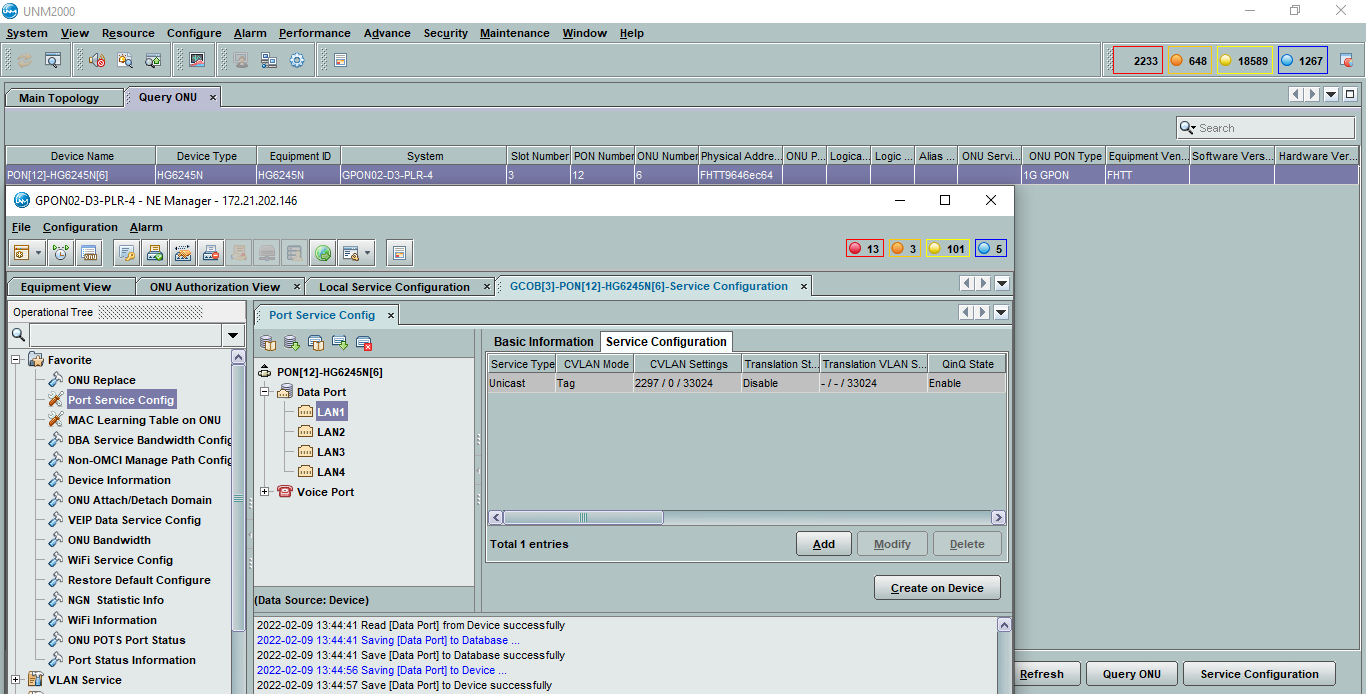 UNM2000
System View Resource Configure Alarm Performance Advance Security Maintenance Window Help
2233 648 18589 1267
Main Topology Query ONU
Search
Device Name Device Type Equipment ID System Slot Number PON Number ONU Number Physical Addre... ONU P... Logica... Logic ... Alias ... ONU Servi... ONU PON Type Equipment Ven... Software Vers... Hardware Ver...
PON[12]-HG6245N[6] HG6245N HG6245N GPON02-D3-PLR-4 3 12 6 FHTT9646ec64 1G GPON FHTT
GPON02-D3-PLR-4 - NE Manager - 172.21.202.146
File Configuration Alarm
13 3 101 5
Equipment View ONU Authorization View Local Service Configuration GCOB[3]-PON[12]-HG6245N[6]-Service Configuration
Operational Tree
Favorite
ONU Replace
Port Service Config
MAC Learning Table on ONU
DBA Service Bandwidth Config
Non-OMCI Manage Path Config
Device Information
ONU Attach/Detach Domain
VEIP Data Service Config
ONU Bandwidth
WiFi Service Config
Restore Default Configure
NGN Statistic Info
WiFi Information
ONU POTS Port Status
Port Status Information
VLAN Service
Port Service Config
PON[12]-HG6245N[6]
Data Port
LAN1
LAN2
LAN3
LAN4
Voice Port
(Data Source: Device)
Basic Information Service Configuration
Service Type CVLAN Mode CVLAN Settings Translation St... Translation VLAN S... QinQ State
Unicast Tag 2297 / 0 / 33024 Disable - / - / 33024 Enable
Total 1 entries
Add Modify Delete
Create on Device
2022-02-09 13:44:41 Read [Data Port] from Device successfully
2022-02-09 13:44:41 Saving [Data Port] to Database ...
2022-02-09 13:44:41 Save [Data Port] to Database successfully
2022-02-09 13:44:56 Saving [Data Port] to Device ...
2022-02-09 13:44:57 Save [Data Port] to Device successfully
Refresh Query ONU Service Configuration